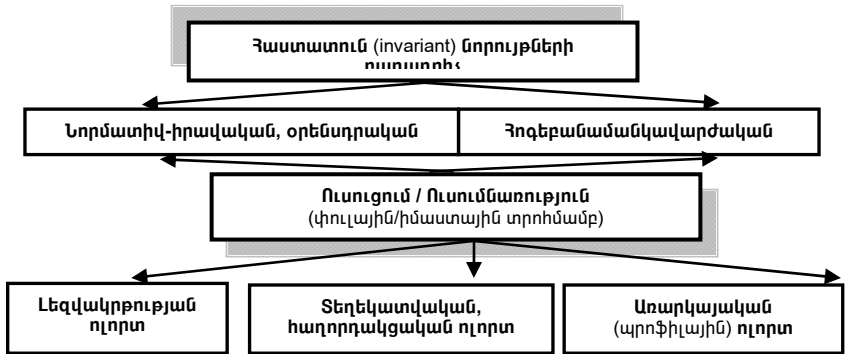 Հաստատուն (invariant) նորույթների
Նորմատիվ-իրավական, օրենսդրական
Հոգեբանամանկավարժական
Ուսուցում / Ուսումնառություն
(փուլային/իմաստային տրոհմամբ)
Լեզվակրթության
ոլորտ
Տեղեկատվական,
հաղորդակցական ոլորտ
Առարկայական
(պրոֆիլային) ոլորտ